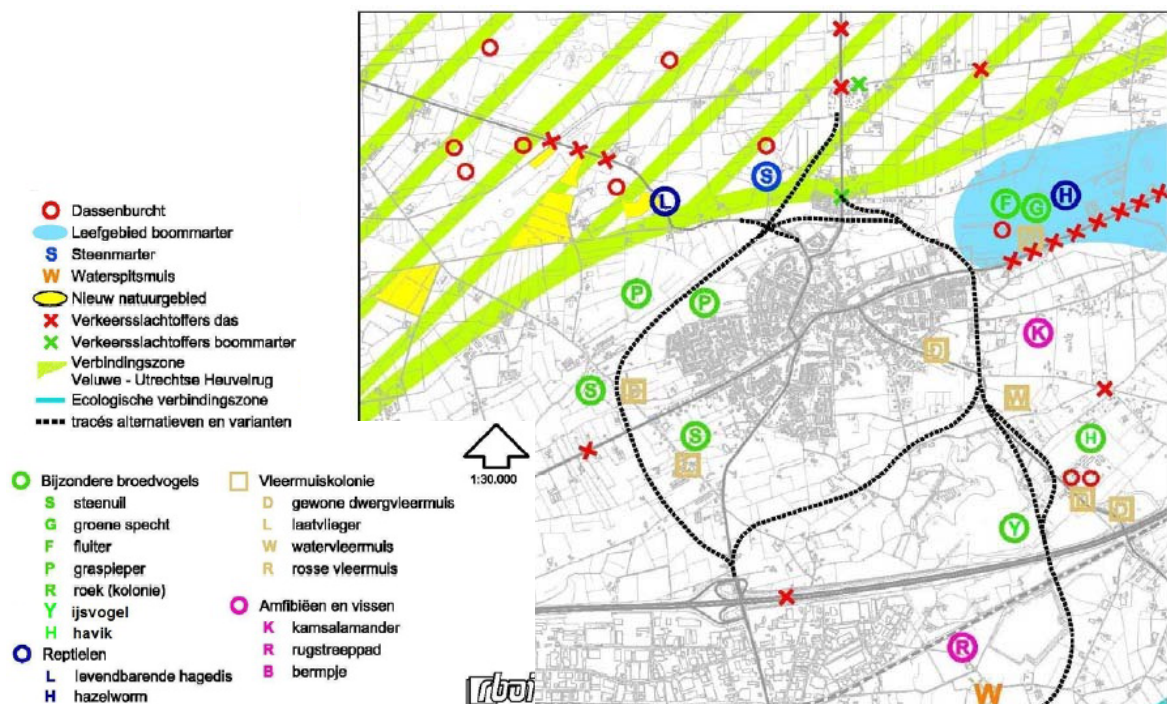 Dassenburcht
Leefgebied boommarter
S Steenmarter
W Waterspitsmuis
Nieuw natuurgebied
Verkeersslachtoffers das
Verkeersslachtoffers boommarter
Verbindingszone
Veluwe - Utrechtse Heuvelrug
Ecologische verbindingszone
tracés alternatieven en varianten
Bijzondere broedvogels
S steenuil
G groene specht
F fluiter
P graspieper
R roek (kolonie)
Y ijsvogel
H havik
Reptielen
L levendbarende hagedis
H hazelworm
Vleermuiskolonie
D gewone dwergvleermuis
L laatvlieger
W watervleermuis
R rosse vleermuis
Amfibiëen en vissen
K kamsalamander
R rugstreeppad
B bermpje
1:30.000
rboi
S
L
F
G
H
P
P
K
D
S
D
W
S
L
H
D
Y
R
W